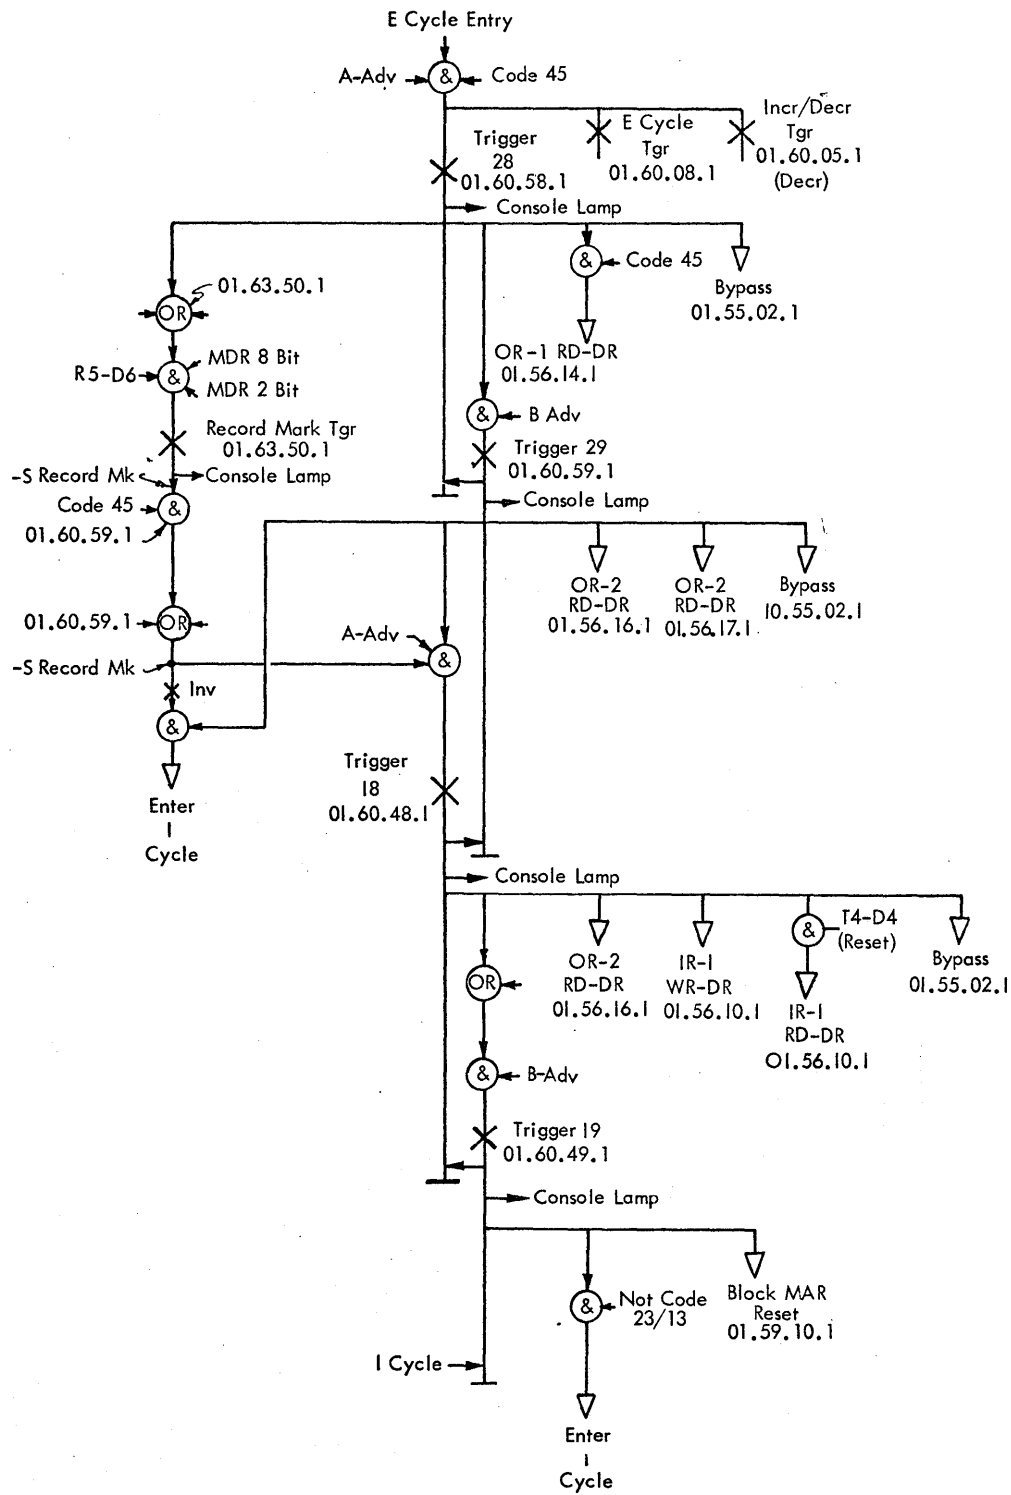 E Cycle Entry
A-Adv
&
Code 45
Incr/Decr
Tgr
01.60.05.1
(Decr)
E Cycle
Tgr
01.60.08.1
Trigger
28
01.60.58.1
Console Lamp
&
Code 45
Bypass
01.55.02.1
01.63.50.1
OR
OR-1 RD-DR
01.56.14.1
MDR 8 Bit
R5-D6
&
MDR 2 Bit
&
B Adv
Record Mark Tgr
01.63.50.1
Trigger 29
01.60.59.1
-S Record Mk
Console Lamp
Console Lamp
Code 45
&
01.60.59.1
OR-2
RD-DR
01.56.16.1
OR-2
RD-DR
01.56.17.1
Bypass
10.55.02.1
01.60.59.1
OR
A-Adv
&
-S Record Mk
Inv
&
Enter
I
Cycle
Trigger
18
01.60.48.1
Console Lamp
T4-D4
(Reset)
&
OR
OR-2
RD-DR
01.56.16.1
IR-1
WR-DR
01.56.10.1
IR-1
RD-DR
01.56.10.1
Bypass
01.55.02.1
&
B-Adv
Trigger 19
01.60.49.1
Console Lamp
&
Not Code
23/13
Block MAR
Reset
01.59.10.1
I Cycle
Enter
I
Cycle